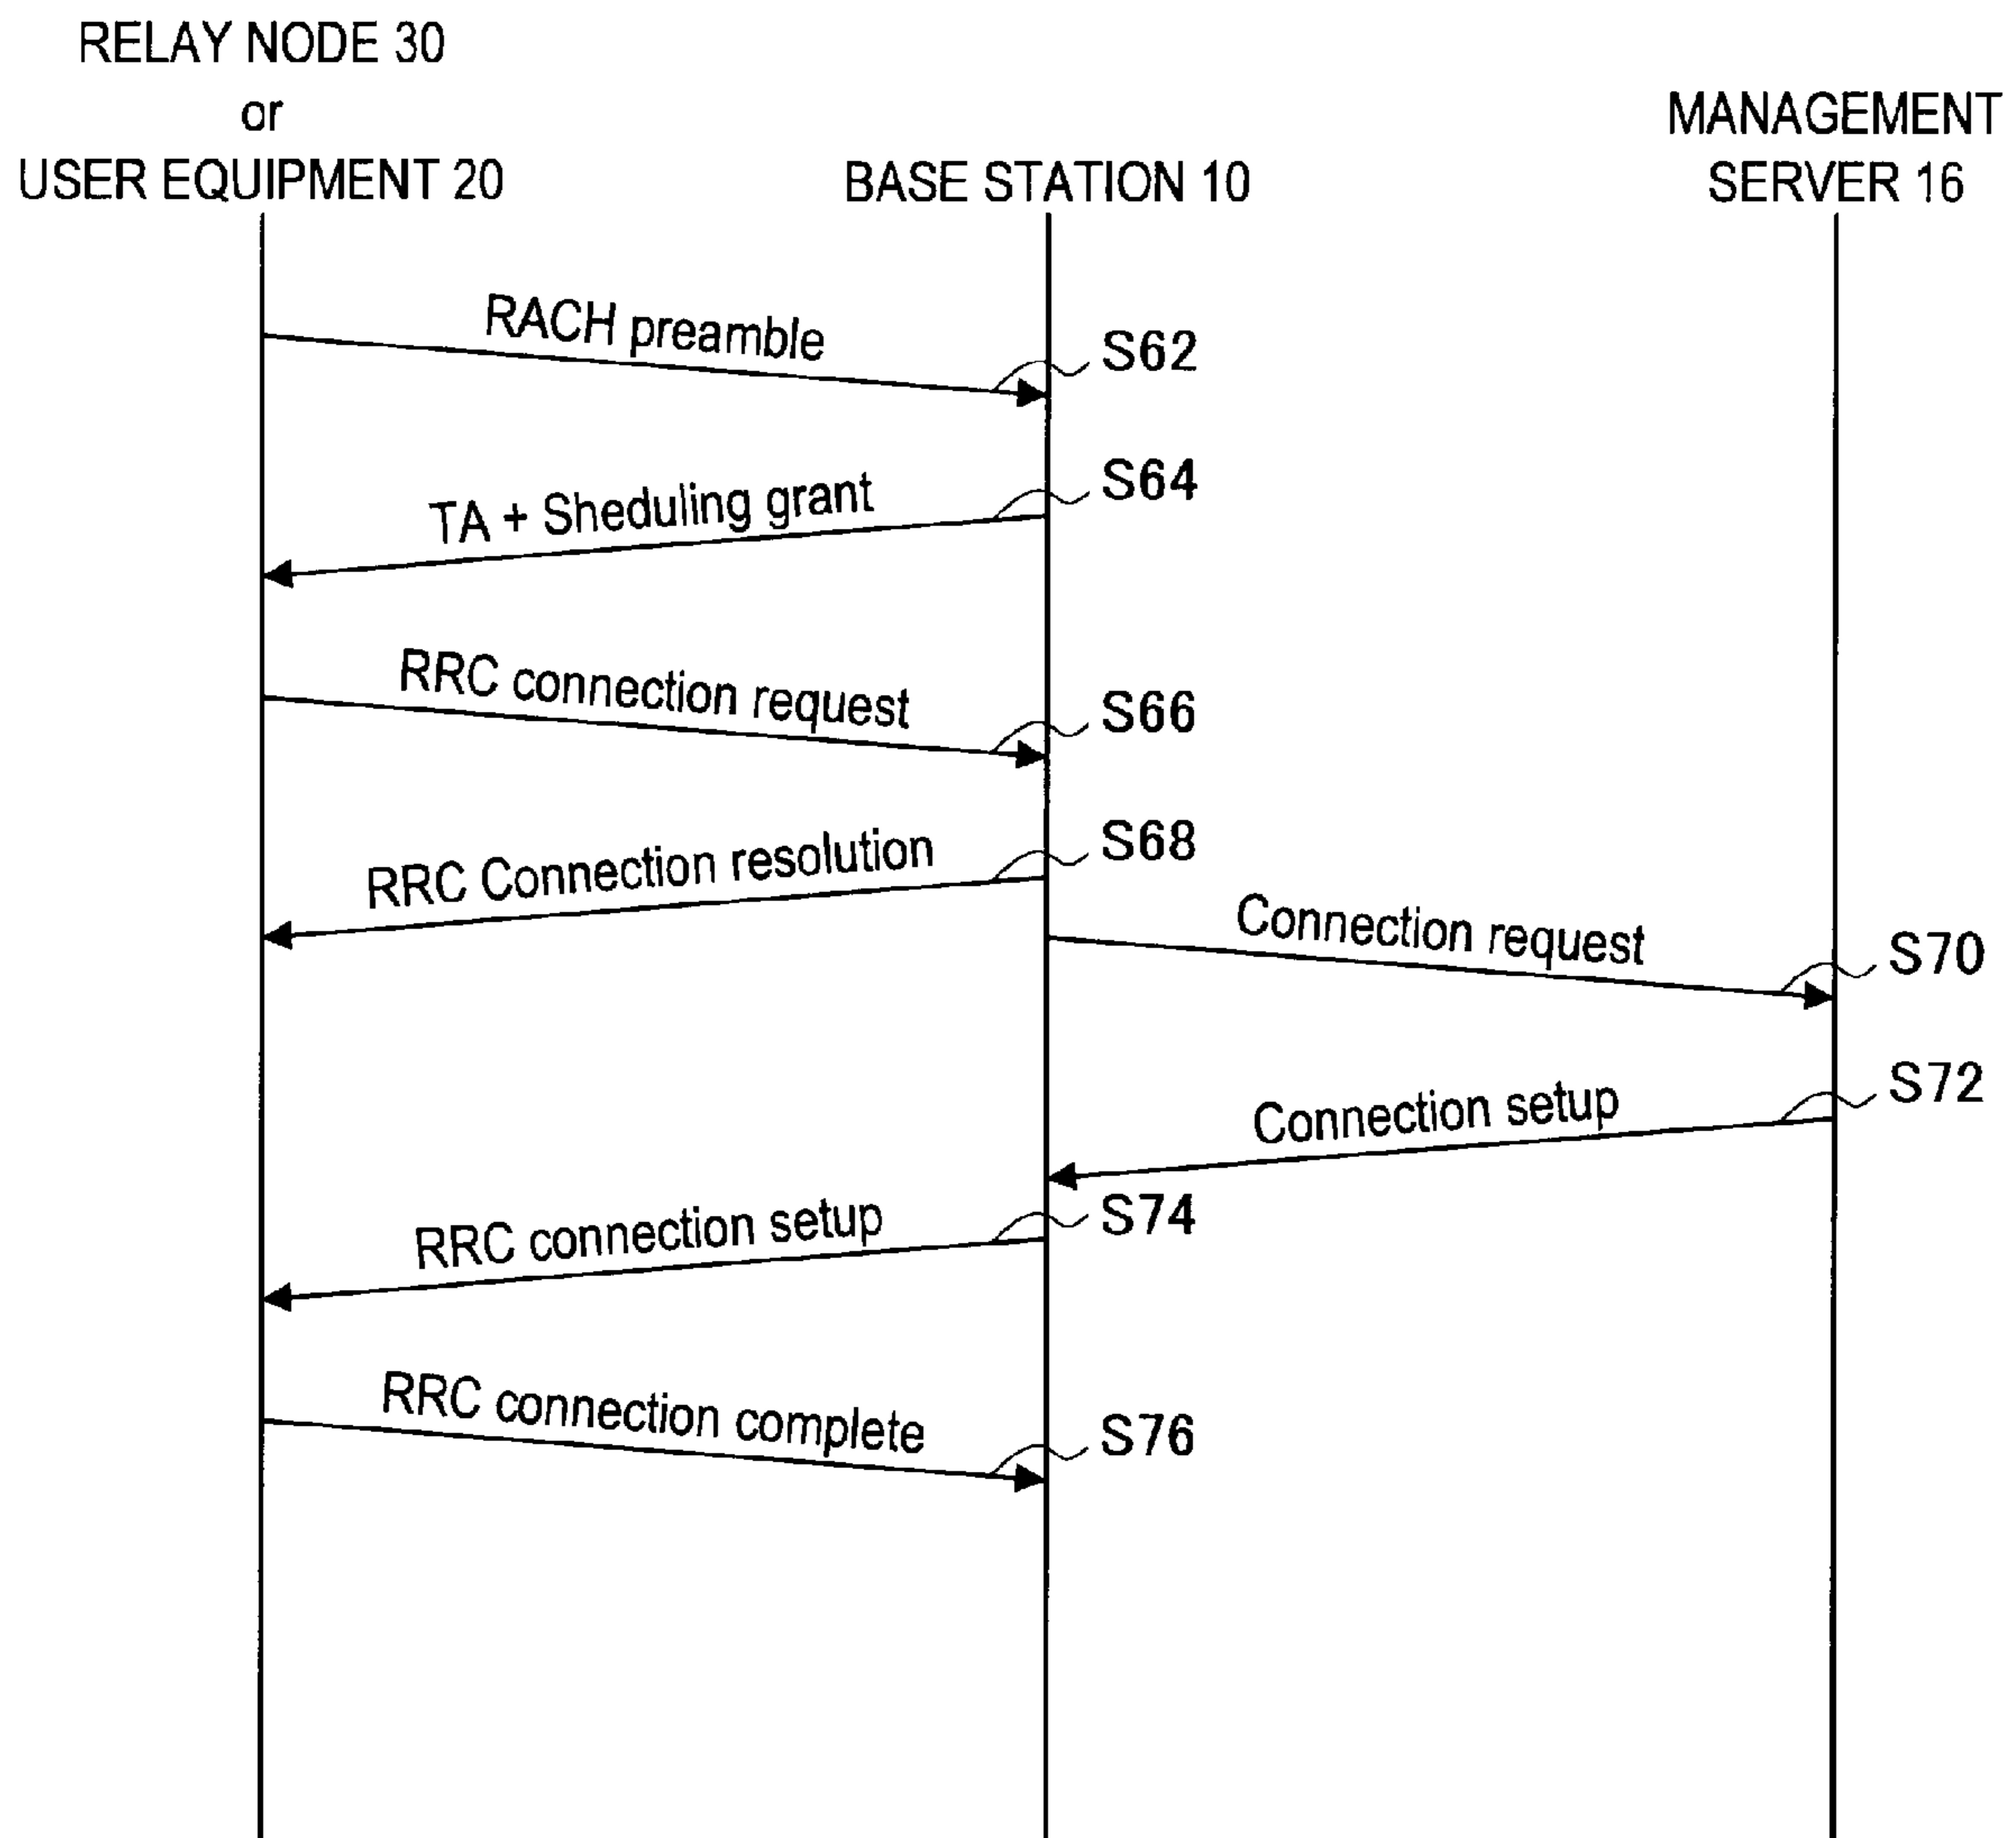 RELAY NODE 30
or
USER EQUIPMENT 20
BASE STATION 10
MANAGEMENT
SERVER 16
RACH preamble
S62
TA + Sheduling grant
S64
RRC connection request
S66
RRC Connection resolution
S68
Connection request
S70
Connection setup
S72
RRC connection setup
S74
RRC connection complete
S76